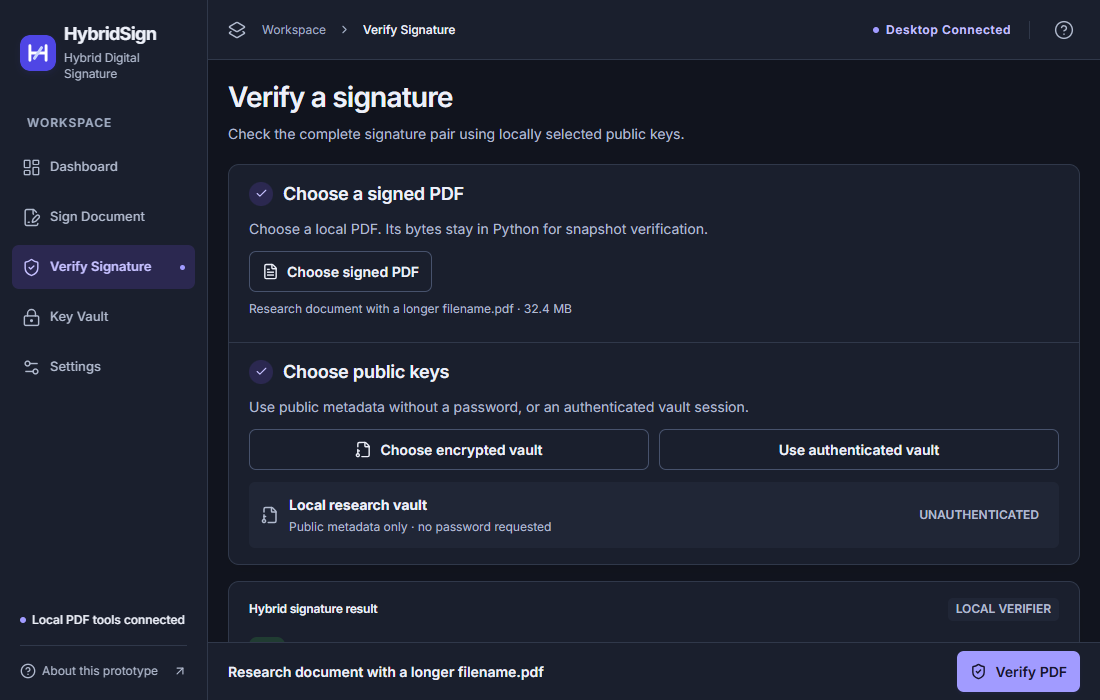 HybridSign
Hybrid Digital
Signature
WORKSPACE
Dashboard
Sign Document
Verify Signature
Key Vault
Settings
Local PDF tools connected
About this prototype
Workspace
Verify Signature
Desktop Connected
Verify a signature
Check the complete signature pair using locally selected public keys.
Choose a signed PDF
Choose a local PDF. Its bytes stay in Python for snapshot verification.
Choose signed PDF
Research document with a longer filename.pdf · 32.4 MB
Choose public keys
Use public metadata without a password, or an authenticated vault session.
Choose encrypted vault
Use authenticated vault
Local research vault
Public metadata only · no password requested
UNAUTHENTICATED
Hybrid signature result
LOCAL VERIFIER
Research document with a longer filename.pdf
Verify PDF